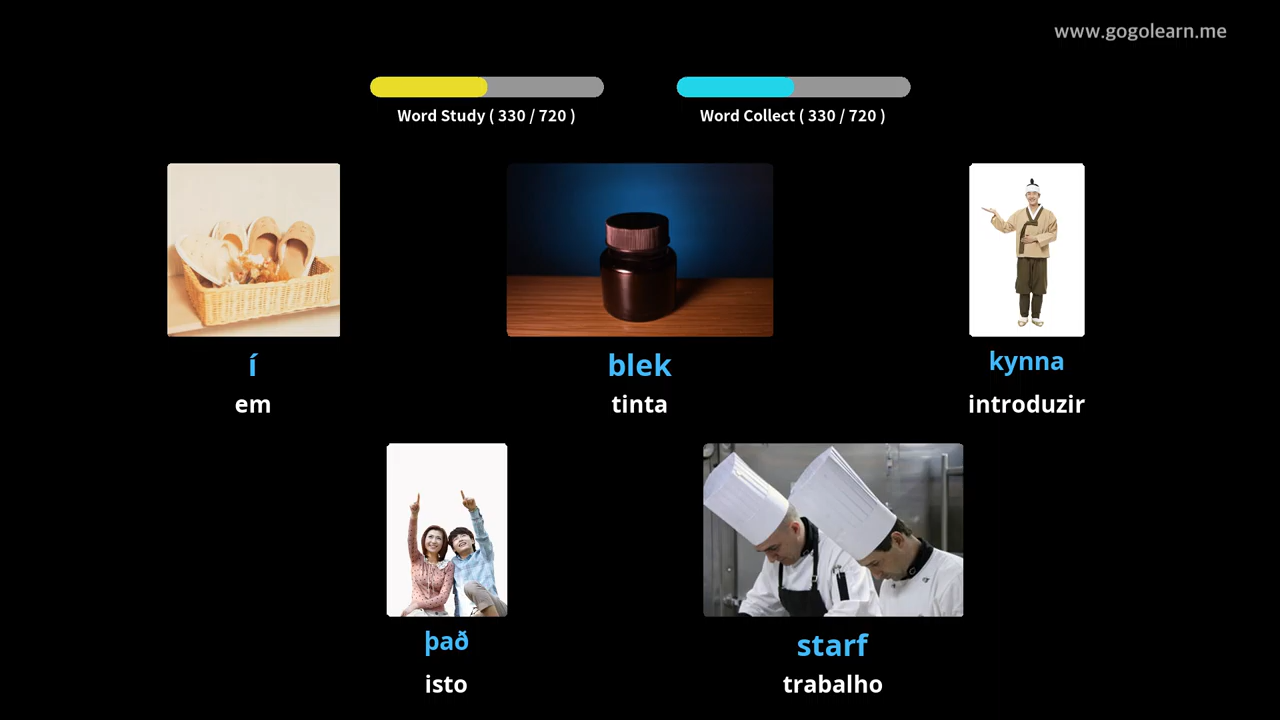 www.gogolearn.me
Word Study ( 330 / 720 )
Word Collect ( 330 / 720 )
í
em
blek
tinta
kynna
introduzir
það
isto
starf
trabalho